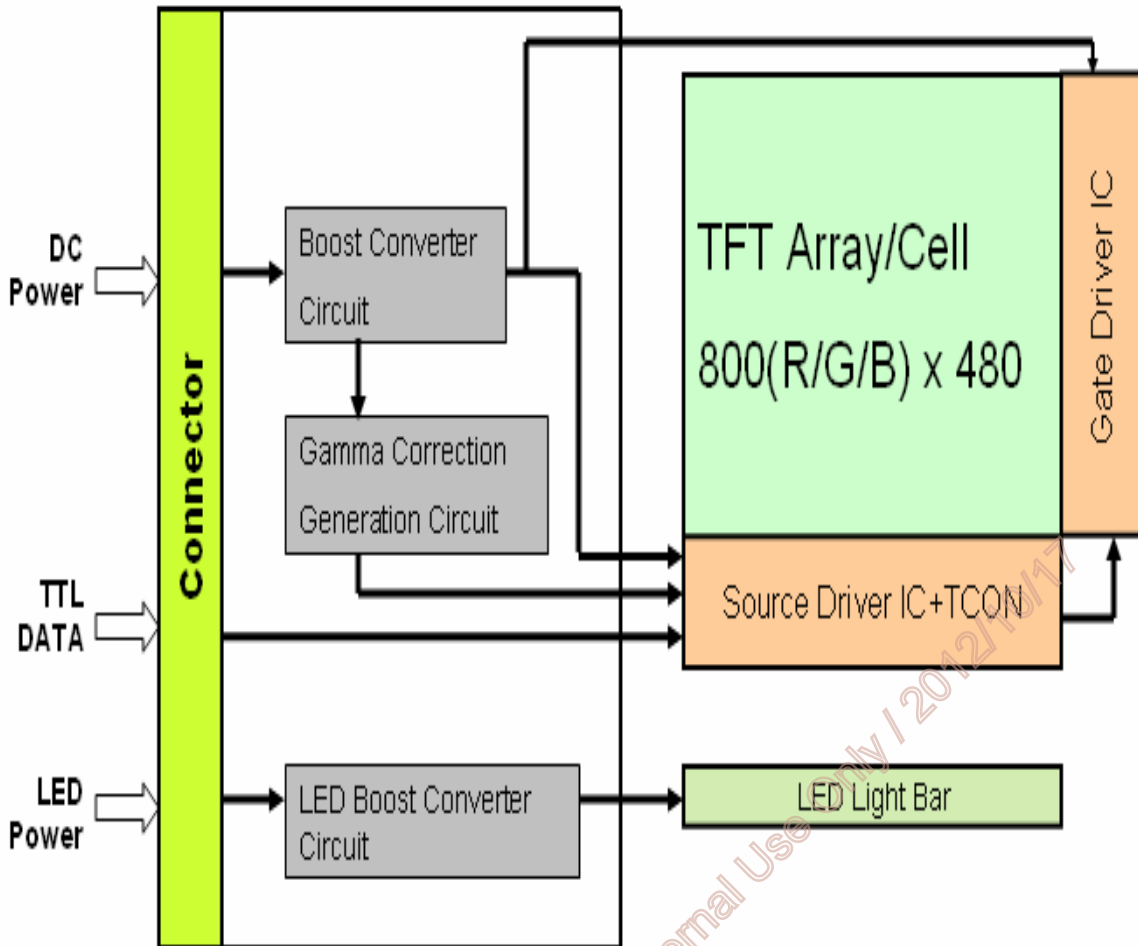 DC
Power
TTL
DATA
LED
Power
Connector
Boost Converter
Circuit
Gamma Correction
Generation Circuit
LED Boost Converter
Circuit
TFT Array/Cell
800(R/G/B) x 480
Gate Driver IC
Source Driver IC+TCON
LED Light Bar
ernal Use Only / 2012/10/17